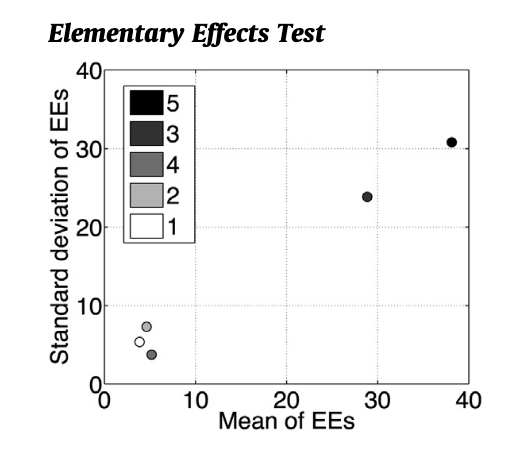 Elementary Effects Test
40
30
20
10
0
Standard deviation of EEs
5
3
4
2
1
0 10 20 30 40
Mean of EEs